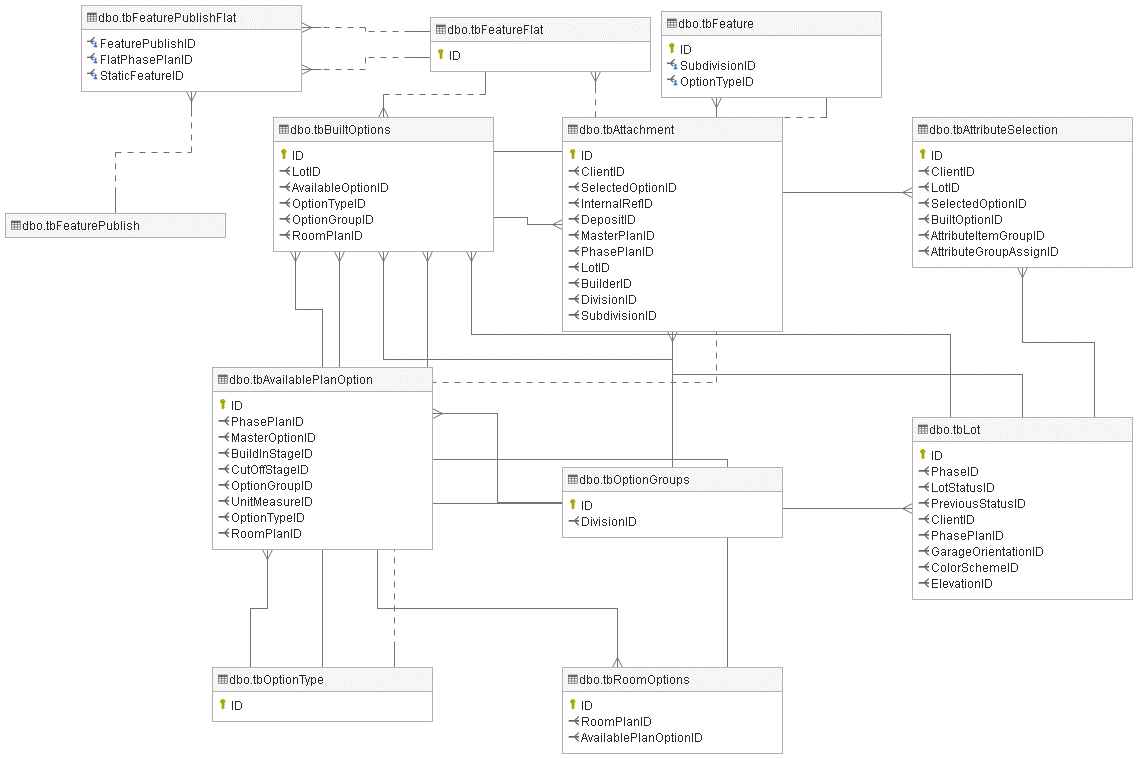 dbo.tbFeaturePublishFlat
FeaturePublishID
FlatPhasePlanID
StaticFeatureID
dbo.tbFeatureFlat
ID
dbo.tbFeature
ID
SubdivisionID
OptionTypeID
dbo.tbBuiltOptions
ID
LotID
AvailableOptionID
OptionTypeID
OptionGroupID
RoomPlanID
dbo.tbAttachment
ID
ClientID
SelectedOptionID
InternalRefID
DepositID
MasterPlanID
PhasePlanID
LotID
BuilderID
DivisionID
SubdivisionID
dbo.tbAttributeSelection
ID
ClientID
LotID
SelectedOptionID
BuiltOptionID
AttributeItemGroupID
AttributeGroupAssignID
dbo.tbFeaturePublish
dbo.tbAvailablePlanOption
ID
PhasePlanID
MasterOptionID
BuildInStageID
CutOffStageID
OptionGroupID
UnitMeasureID
OptionTypeID
RoomPlanID
dbo.tbOptionGroups
ID
DivisionID
dbo.tbLot
ID
PhaseID
LotStatusID
PreviousStatusID
ClientID
PhasePlanID
GarageOrientationID
ColorSchemeID
ElevationID
dbo.tbOptionType
ID
dbo.tbRoomOptions
ID
RoomPlanID
AvailablePlanOptionID